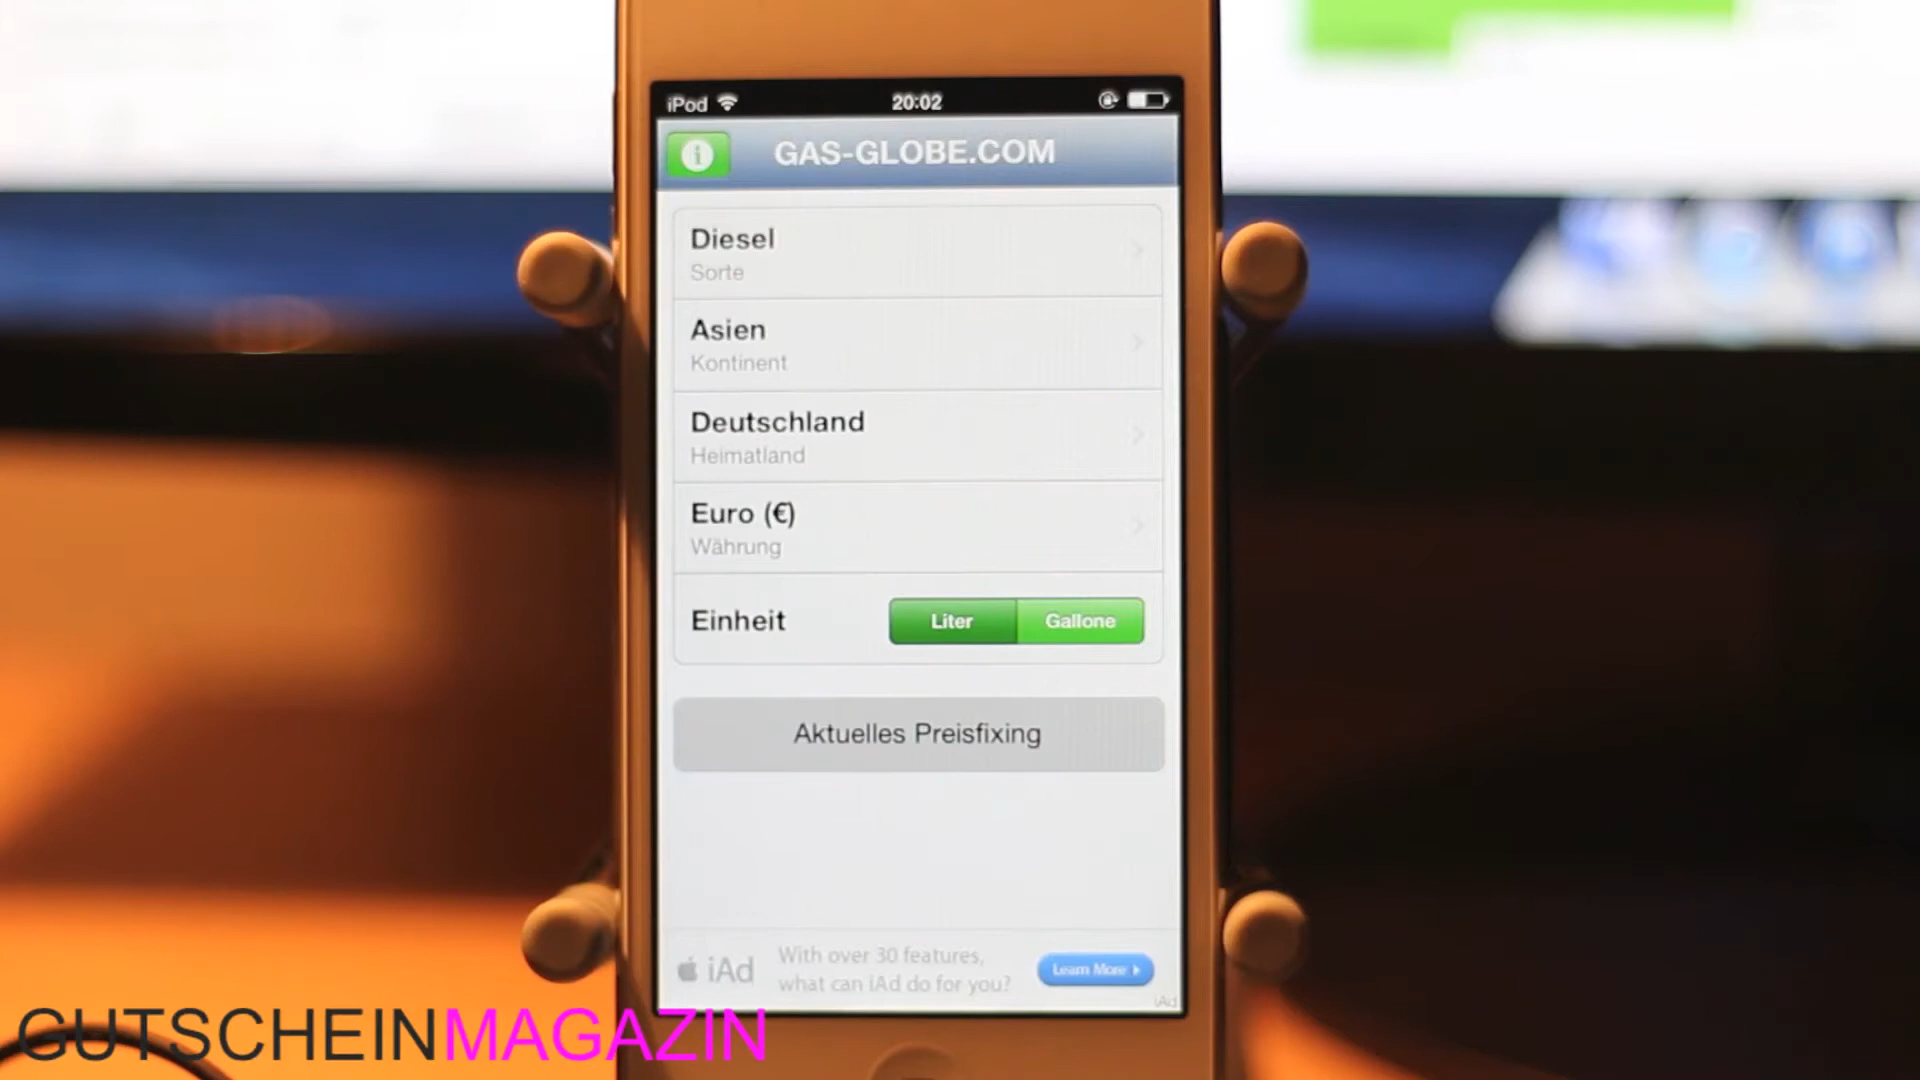 iPod 20:02
GAS-GLOBE.COM
Diesel
Sorte
Asien
Kontinent
Deutschland
Heimatland
Euro (€)
Währung
Einheit Liter Gallone
Aktuelles Preisfixing
iAd With over 30 features,
what can iAd do for you?
Learn More
iAd
GUTSCHEINMAGAZIN